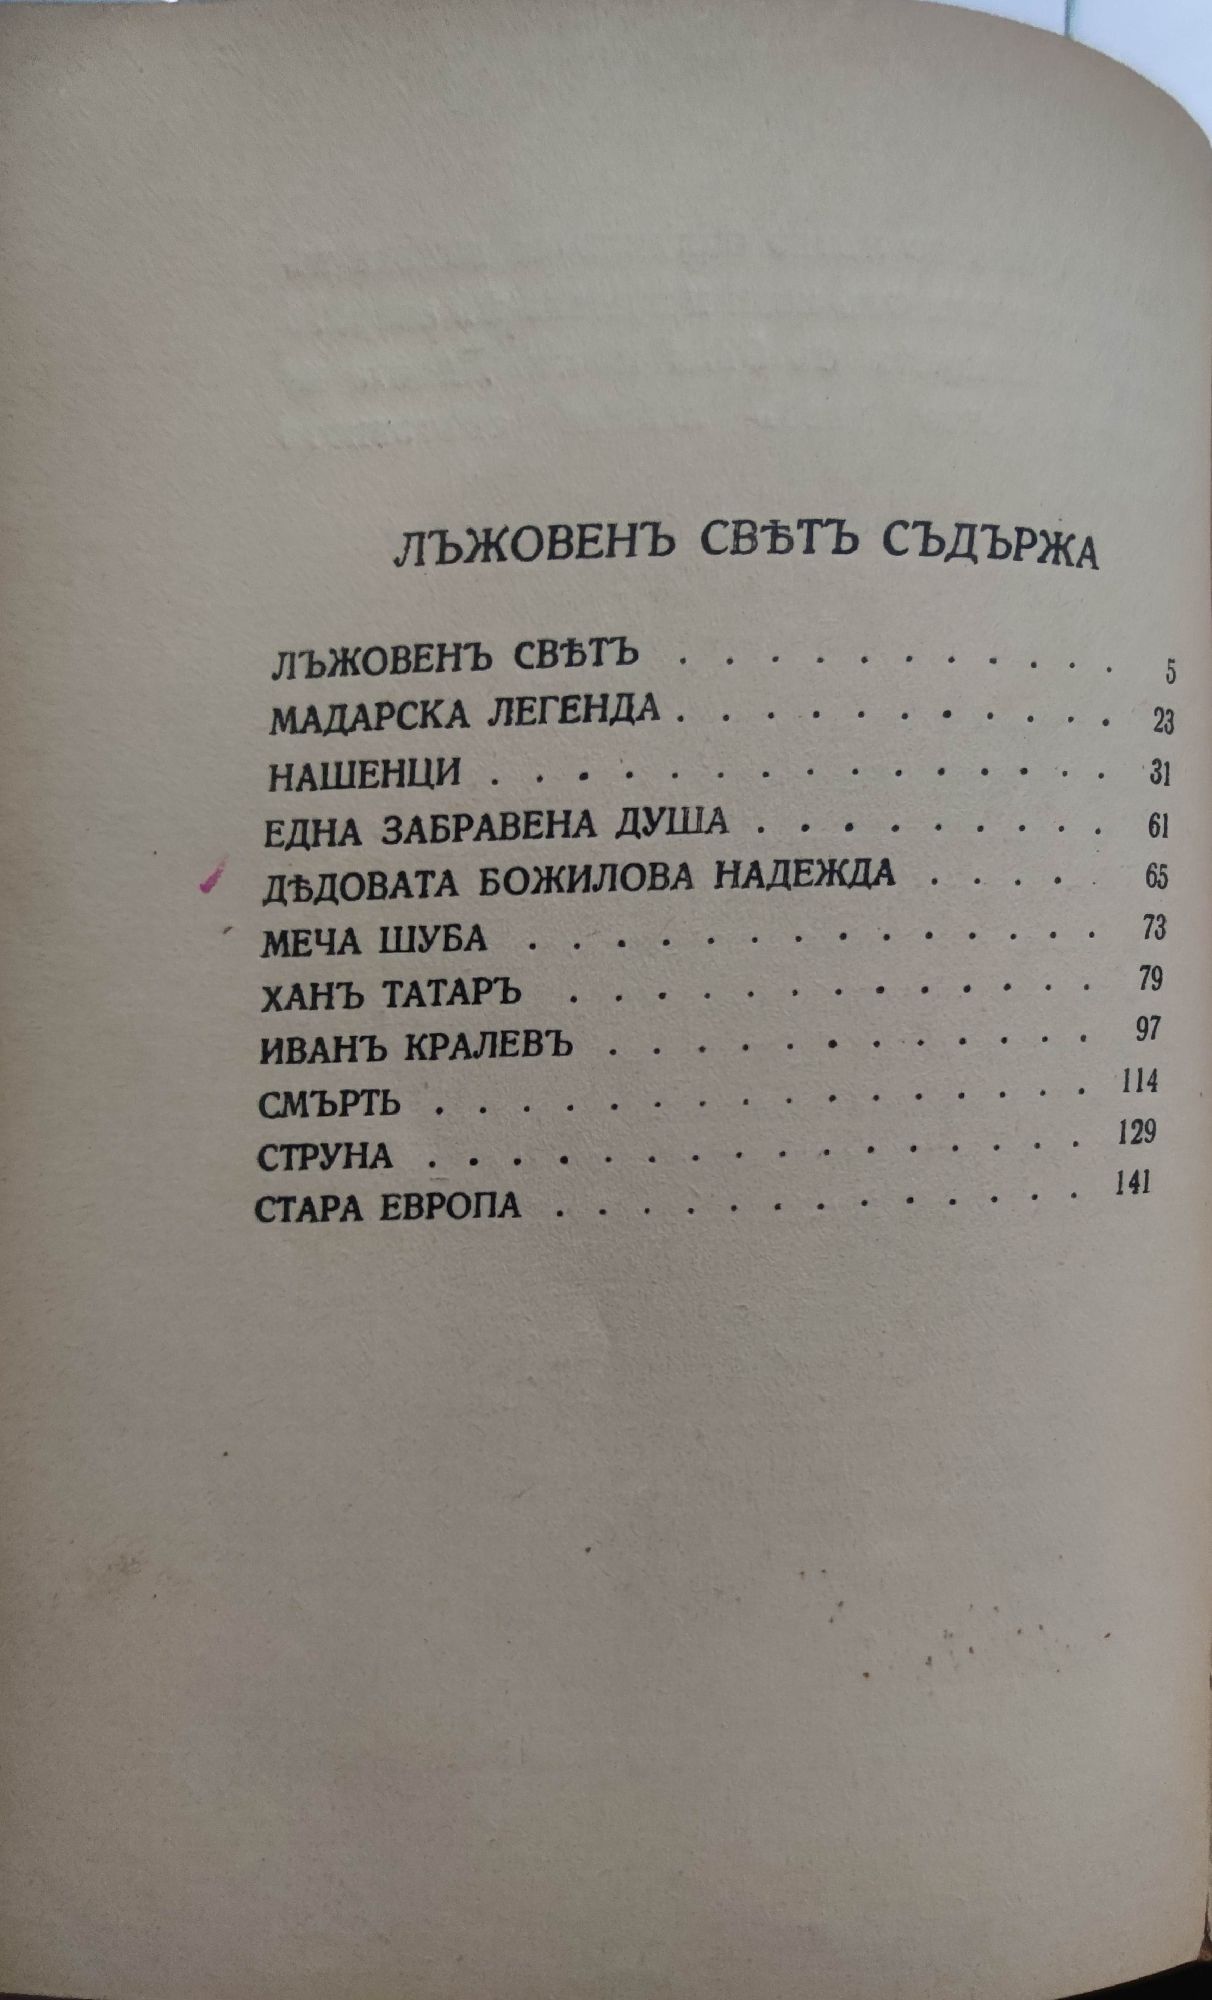 ЛЪЖОВЕНЪ СВѢТЪ СЪДЪРЖА
ЛЪЖОВЕНЪ СВѢТЪ . . . . . . . . . . . 5
МАДАРСКА ЛЕГЕНДА . . . . . . . . . . . 23
НАШЕНЦИ . . . . . . . . . . . . . . 31
ЕДНА ЗАБРАВЕНА ДУША . . . . . . . . . 61
ДѢДОВАТА БОЖИЛОВА НАДЕЖДА . . . . . 65
МЕЧА ШУБА . . . . . . . . . . . . . . 73
ХАНЪ ТАТАРЪ . . . . . . . . . . . . . 79
ИВАНЪ КРАЛЕВЪ . . . . . . . . . . . . 97
СМЪРТЬ . . . . . . . . . . . . . . . . 114
СТРУНА . . . . . . . . . . . . . . . . 129
СТАРА ЕВРОПА . . . . . . . . . . . . . 141